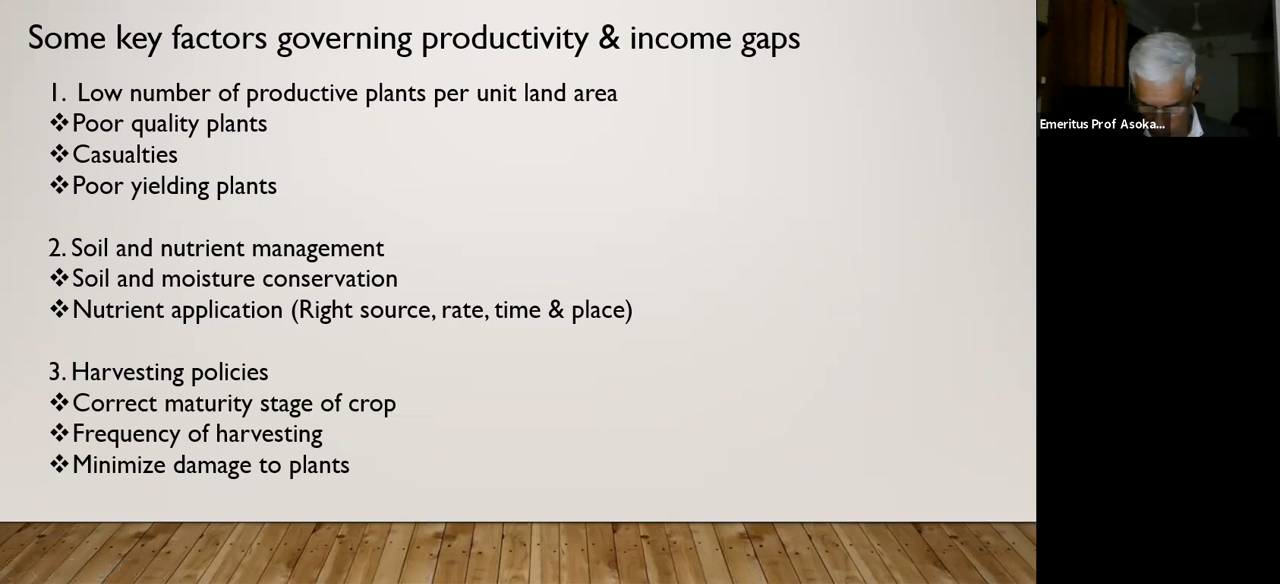 Some key factors governing productivity & income gaps
1. Low number of productive plants per unit land area
❖Poor quality plants
❖Casualties
❖Poor yielding plants
2. Soil and nutrient management
❖Soil and moisture conservation
❖Nutrient application (Right source, rate, time & place)
3. Harvesting policies
❖Correct maturity stage of crop
❖Frequency of harvesting
❖Minimize damage to plants
Emeritus Prof Asoka...